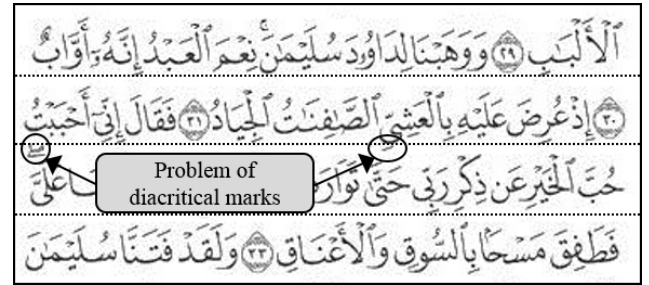 ٱلْأَلْبَٰبِ ٢٩ وَوَهَبْنَا لِدَاوُۥدَ سُلَيْمَٰنَ ۚ نِعْمَ ٱلْعَبْدُ إِنَّهُۥٓ أَوَّابٌ
٣٠ إِذْ عُرِضَ عَلَيْهِ بِٱلْعَشِىِّ ٱلصَّٰفِنَٰتُ ٱلْجِيَادُ ٣١ فَقَالَ إِنِّىٓ أَحْبَبْتُ
Problem of
diacritical marks
حُبَّ ٱلْخَيْرِ عَن ذِكْرِ رَبِّى حَتَّىٰ عَلَىَّ
فَطَفِقَ مَسْحًۢا بِٱلسُّوقِ وَٱلْأَعْنَاقِ ٣٣ وَلَقَدْ فَتَنَّا سُلَيْمَٰنَ